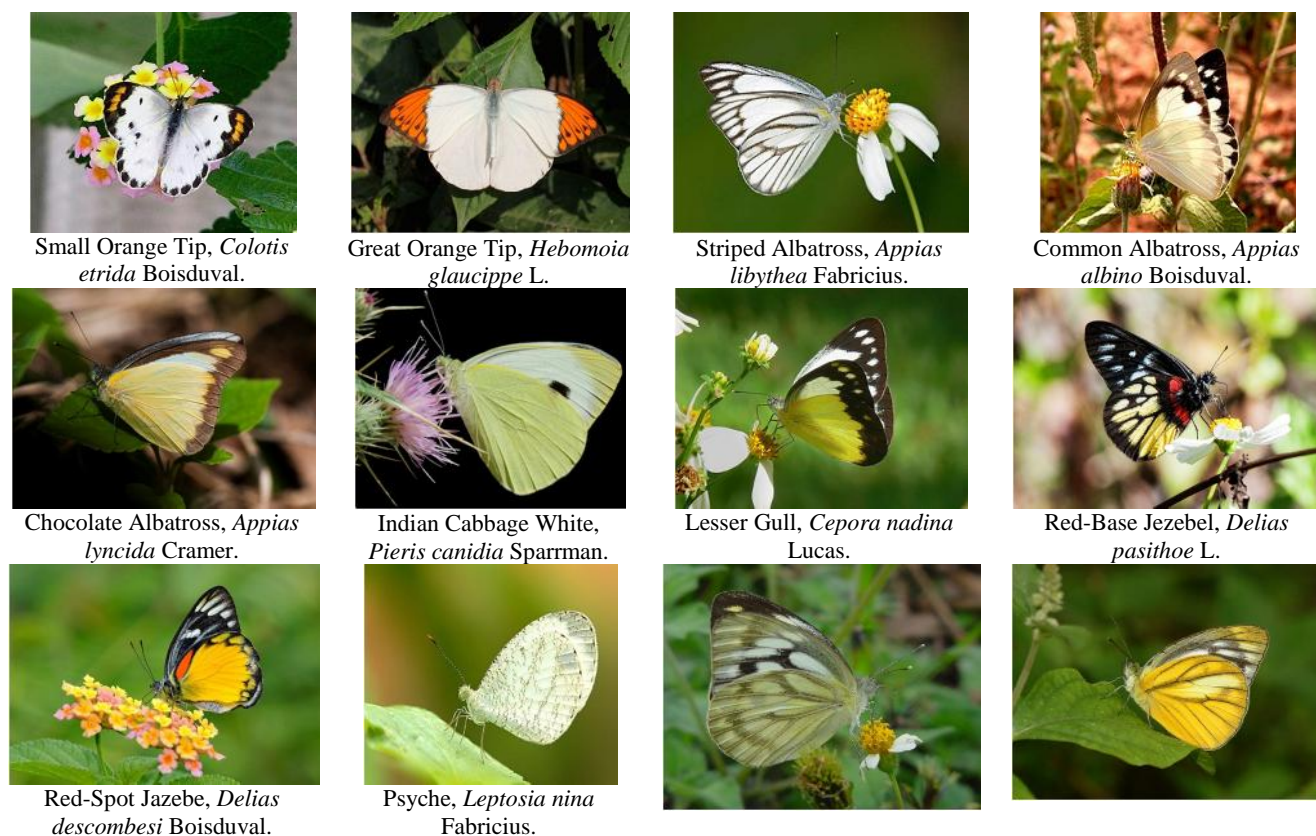 Small Orange Tip, Colotis
etrida Boisduval.
Great Orange Tip, Hebomoia
glaucippe L.
Striped Albatross, Appias
libythea Fabricius.
Common Albatross, Appias
albino Boisduval.
Chocolate Albatross, Appias
lyncida Cramer.
Indian Cabbage White,
Pieris canidia Sparrman.
Lesser Gull, Cepora nadina
Lucas.
Red-Base Jezebel, Delias
pasithoe L.
Red-Spot Jazebe, Delias
descombesi Boisduval.
Psyche, Leptosia nina
Fabricius.